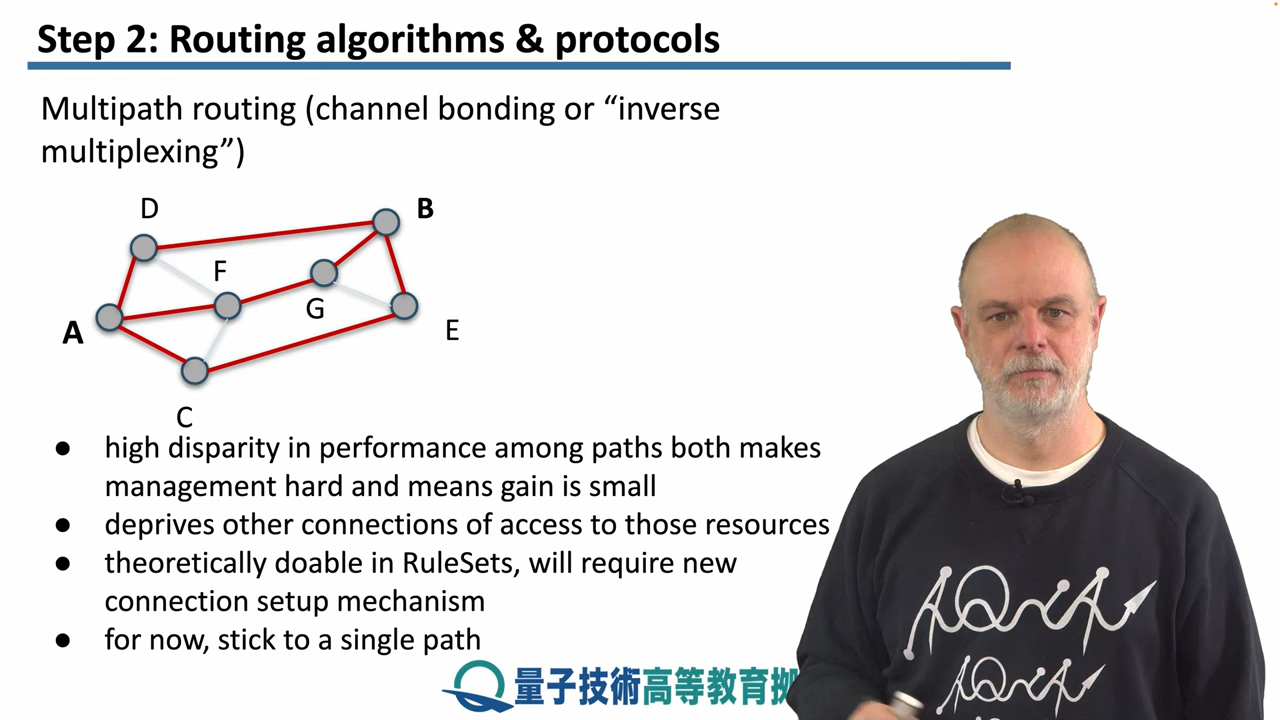 Step 2: Routing algorithms & protocols
Multipath routing (channel bonding or “inverse
multiplexing”)
D
B
F
G
A
E
C
● high disparity in performance among paths both makes
management hard and means gain is small
● deprives other connections of access to those resources
● theoretically doable in RuleSets, will require new
connection setup mechanism
● for now, stick to a single path
量子技術高等教育拠
AQUA
AQUA